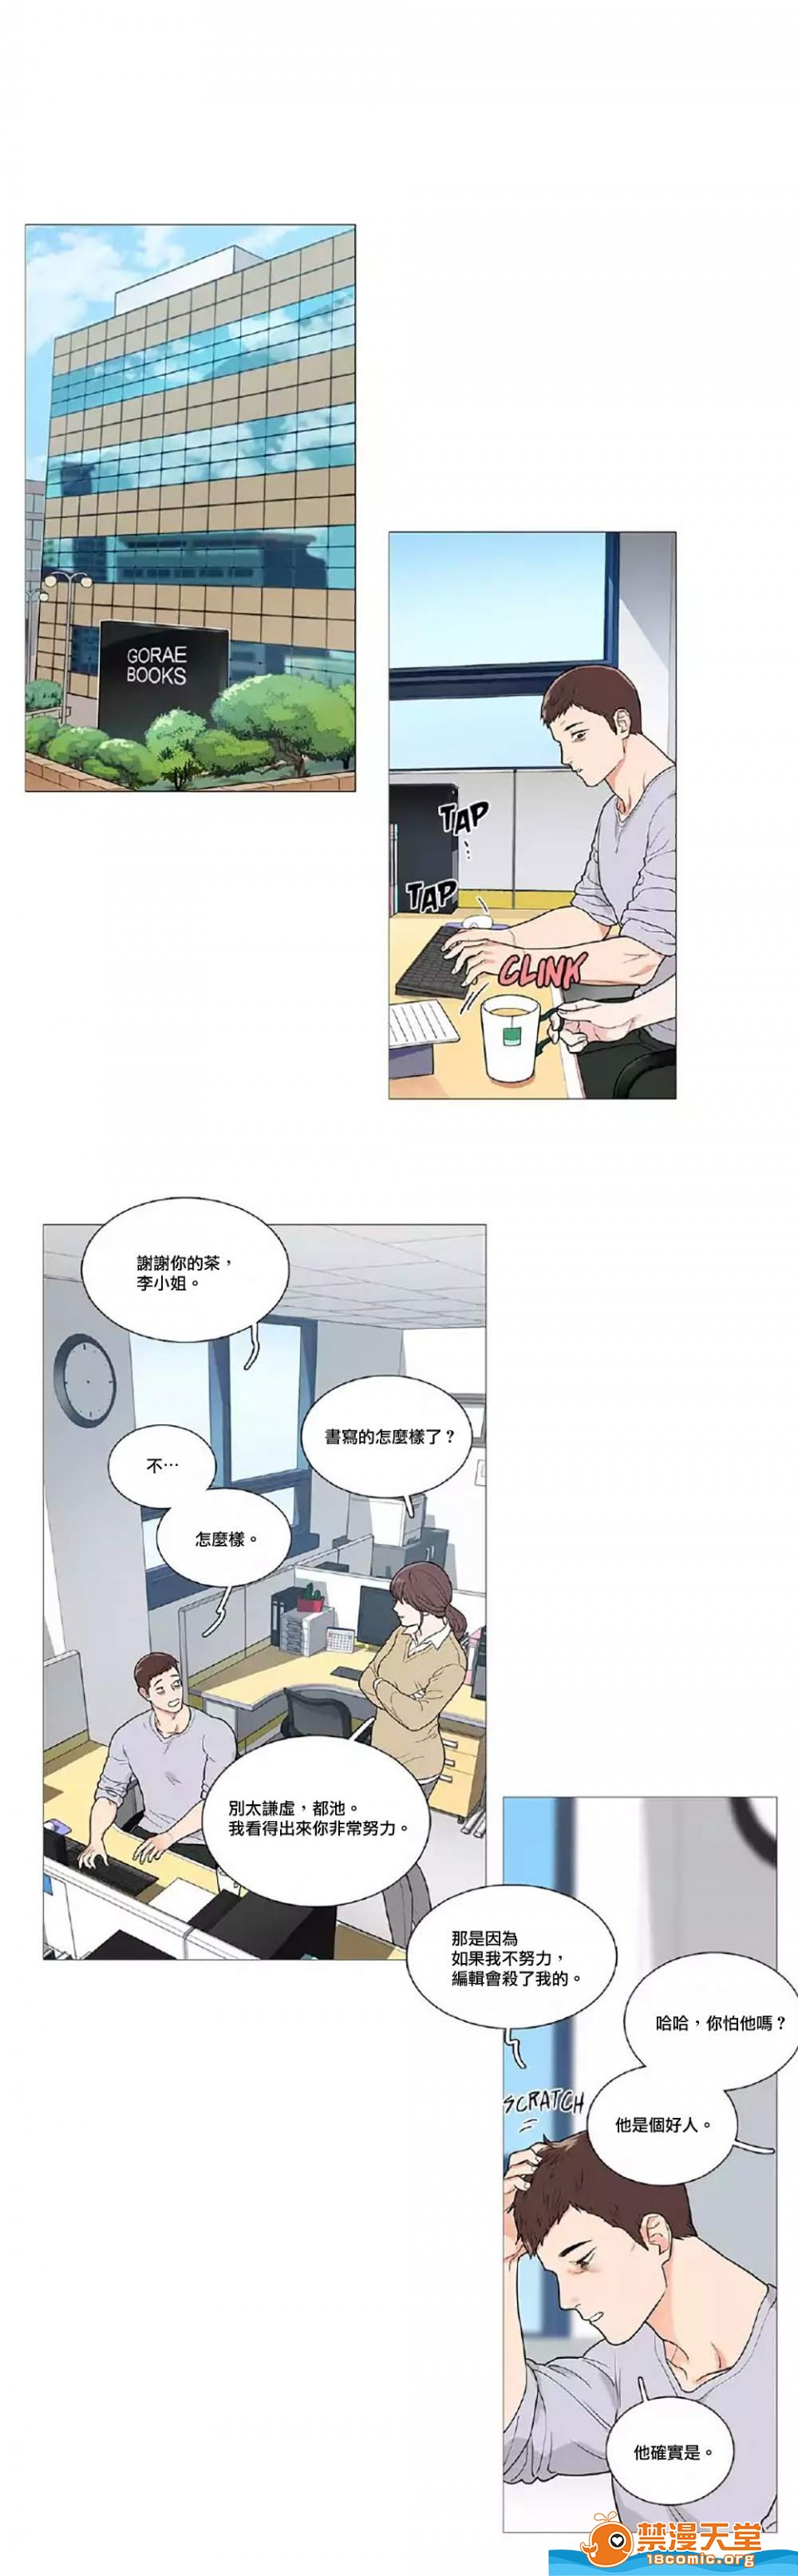 GORAE
BOOKS
TAP
TAP
CLINK
謝謝你的茶，
李小姐。
書寫的怎麼樣了？
不…
怎麼樣。
別太謙虛，都池。
我看得出來你非常努力。
那是因為
如果我不努力，
編輯會殺了我的。
哈哈，你怕他嗎？
他是個好人。
SCRATCH
他確實是。
禁漫天堂
18comic.org